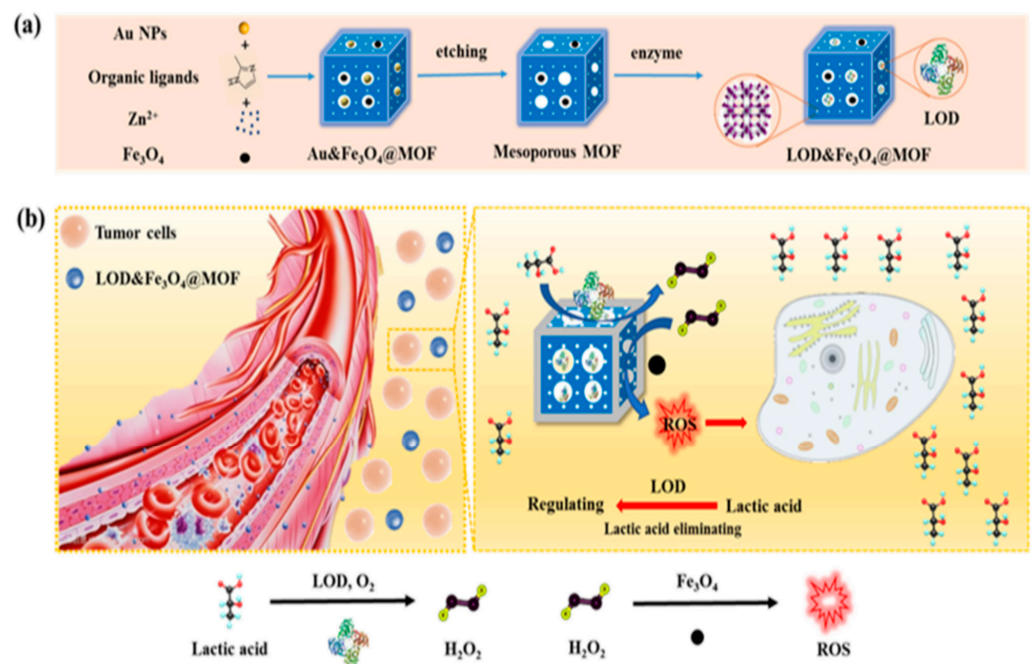 (a)
Au NPs
+
Organic ligands
+
Zn²⁺
+
Fe₃O₄
etching
enzyme
Au&Fe₃O₄@MOF
Mesoporous MOF
LOD&Fe₃O₄@MOF
LOD
(b)
Tumor cells
LOD&Fe₃O₄@MOF
ROS
LOD
Regulating
Lactic acid
Lactic acid eliminating
LOD, O₂
Fe₃O₄
Lactic acid
H₂O₂
H₂O₂
ROS